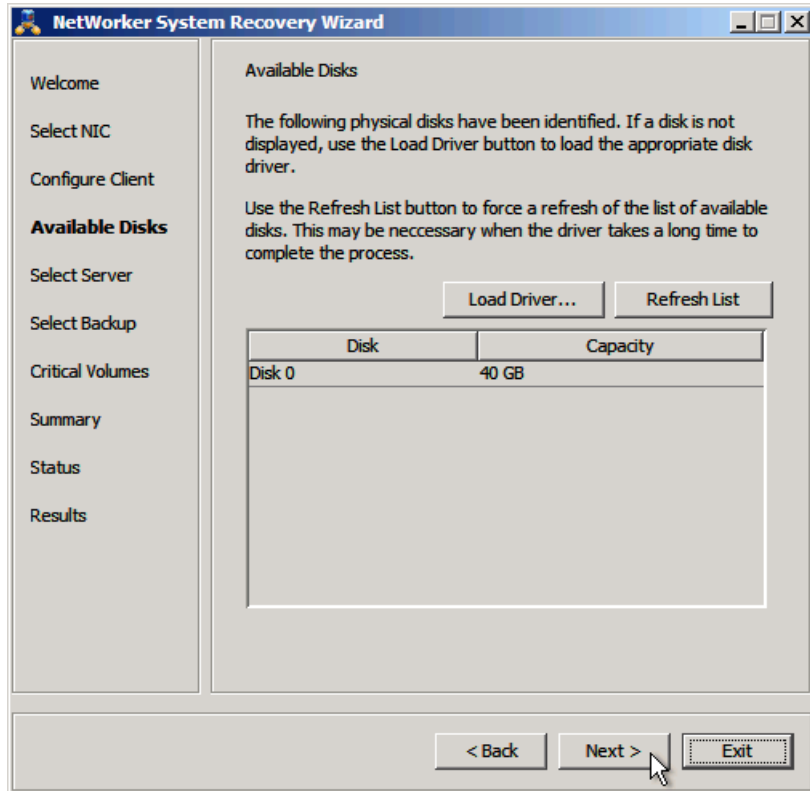 NetWorker System Recovery Wizard
Welcome
Select NIC
Configure Client
Available Disks
Select Server
Select Backup
Critical Volumes
Summary
Status
Results
Available Disks
The following physical disks have been identified. If a disk is not
displayed, use the Load Driver button to load the appropriate disk
driver.
Use the Refresh List button to force a refresh of the list of available
disks. This may be neccessary when the driver takes a long time to
complete the process.
Load Driver... Refresh List
Disk Capacity
Disk 0 40 GB
< Back Next > Exit